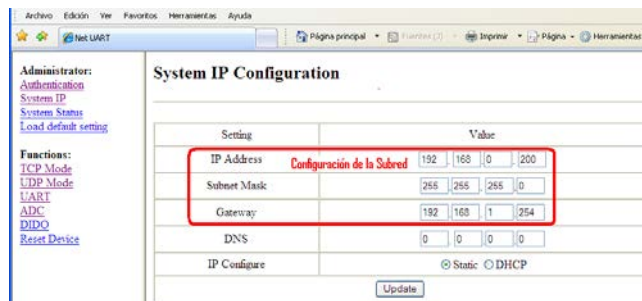 Archivo Edición Ver Favoritos Herramientas Ayuda
Net UART
Página principal Fuentes (J) Imprimir Página Herramientas
Administrator:
Authentication
System IP
System Status
Load default setting
Functions:
TCP Mode
UDP Mode
UART
ADC
DIDO
Reset Device
System IP Configuration
Setting Value
IP Address Configuración de la Subred 192 . 168 . 0 . 200
Subnet Mask 255 . 255 . 255 . 0
Gateway 192 . 168 . 1 . 254
DNS 0 . 0 . 0 . 0
IP Configure Static DHCP
Update